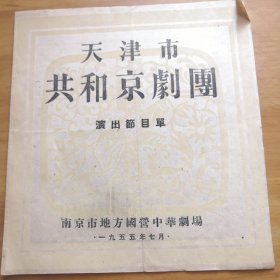 天津市
共和京劇團
演出節目單
南京市地方國營中華劇場
·一九五五年七月·